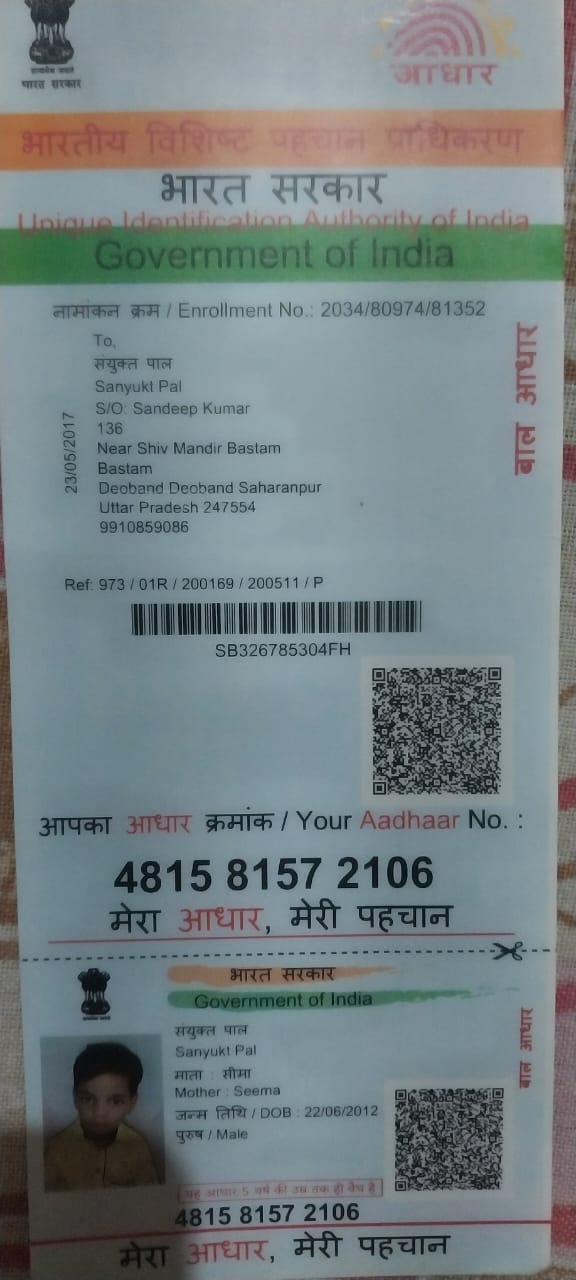 सत्यमेव जयते
भारत सरकार
आधार
भारतीय विशिष्ट पहचान प्राधिकरण
भारत सरकार
Unique Identification Authority of India
Government of India
नामांकन क्रम / Enrollment No.: 2034/80974/81352
To,
संयुक्त पाल
Sanyukt Pal
S/O: Sandeep Kumar
136
Near Shiv Mandir Bastam
Bastam
Deoband Deoband Saharanpur
Uttar Pradesh 247554
9910859086
23/05/2017
बाल आधार
Ref: 973 / 01R / 200169 / 200511 / P
SB326785304FH
आपका आधार क्रमांक / Your Aadhaar No. :
4815 8157 2106
मेरा आधार, मेरी पहचान
भारत सरकार
Government of India
संयुक्त पाल
Sanyukt Pal
माता : सीमा
Mother : Seema
जन्म तिथि / DOB : 22/06/2012
पुरुष / Male
बाल आधार
यह आधार 5 वर्ष की उम्र तक ही वैध है
4815 8157 2106
मेरा आधार, मेरी पहचान